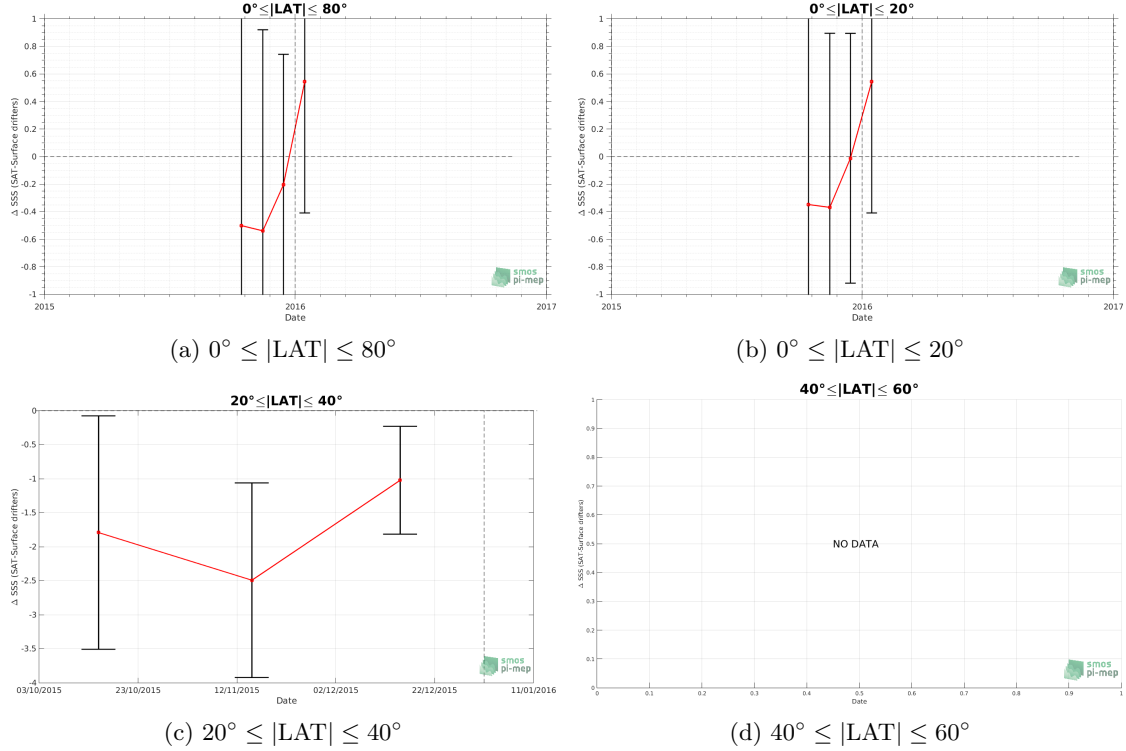 0°≤|LAT|≤ 80°
1
0.8
0.6
0.4
0.2
0
-0.2
-0.4
-0.6
-0.8
-1
Δ SSS (SAT-Surface drifters)
smos
pi-mep
2015
2016
2017
Date
(a) 0° ≤ |LAT| ≤ 80°
0°≤|LAT|≤ 20°
1
0.8
0.6
0.4
0.2
0
-0.2
-0.4
-0.6
-0.8
-1
Δ SSS (SAT-Surface drifters)
smos
pi-mep
2015
2016
2017
Date
(b) 0° ≤ |LAT| ≤ 20°
20°≤|LAT|≤ 40°
0
-0.5
-1
-1.5
-2
-2.5
-3
-3.5
-4
Δ SSS (SAT-Surface drifters)
smos
pi-mep
03/10/2015
23/10/2015
12/11/2015
02/12/2015
22/12/2015
11/01/2016
Date
(c) 20° ≤ |LAT| ≤ 40°
40°≤|LAT|≤ 60°
1
0.9
0.8
0.7
0.6
0.5
0.4
0.3
0.2
0.1
0
Δ SSS (SAT-Surface drifters)
NO DATA
smos
pi-mep
0
0.1
0.2
0.3
0.4
0.5
0.6
0.7
0.8
0.9
1
Date
(d) 40° ≤ |LAT| ≤ 60°